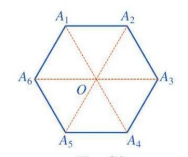 A₁ A₂
A₆ O A₃
A₅ A₄